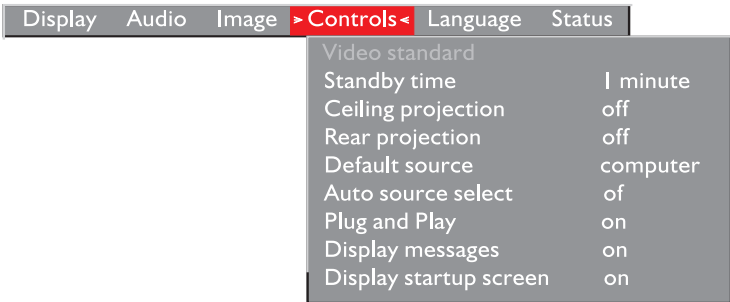 Display Audio Image >Controls< Language Status
Video standard
Standby time 1 minute
Ceiling projection off
Rear projection off
Default source computer
Auto source select of
Plug and Play on
Display messages on
Display startup screen on